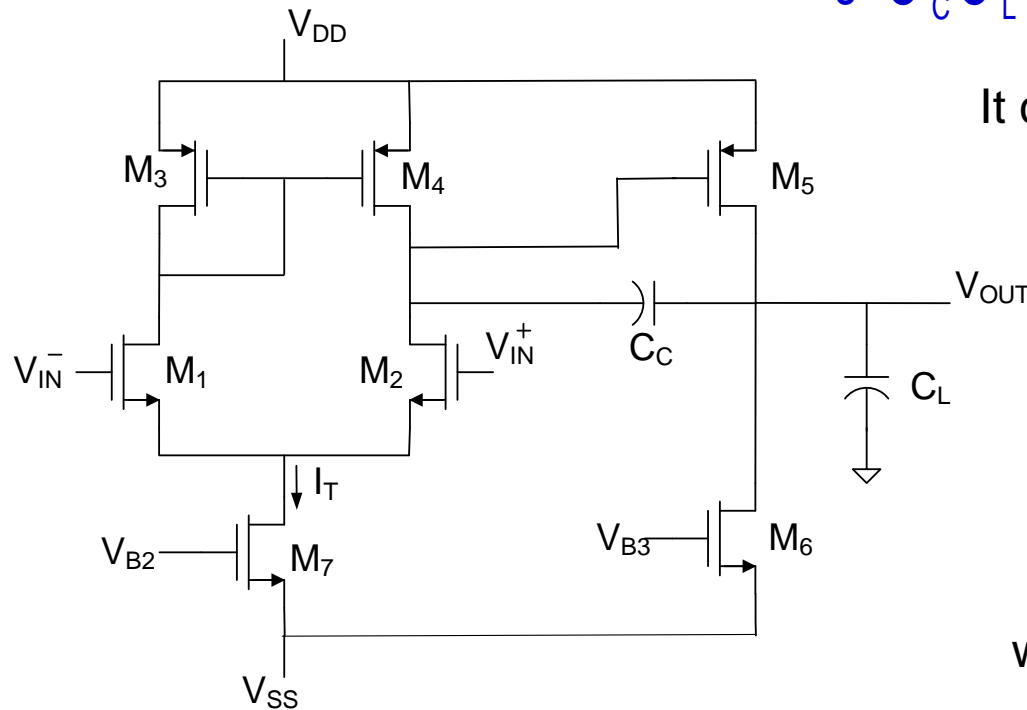 C L
V_DD
It
M_3
M_4
M_5
V_OUT
V_IN^-
M_1
M_2
V_IN^+
C_C
C_L
I_T
V_B2
M_7
V_B3
M_6
V_SS